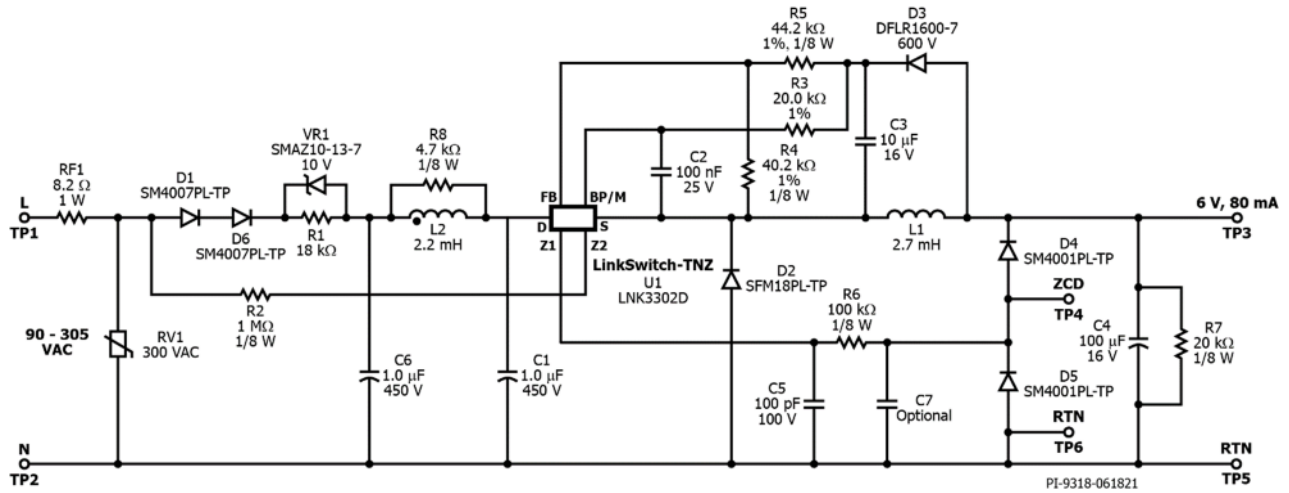 R5
44.2 kΩ
1%, 1/8 W
D3
DFLR1600-7
600 V
R3
20.0 kΩ
1%
C3
10 µF
16 V
VR1
SMAZ10-13-7
10 V
R8
4.7 kΩ
1/8 W
C2
100 nF
25 V
R4
40.2 kΩ
1%
1/8 W
RF1
8.2 Ω
1 W
D1
SM4007PL-TP
FB
BP/M
L
TP1
D
S
6 V, 80 mA
TP3
D6
SM4007PL-TP
R1
18 kΩ
L2
2.2 mH
Z1
Z2
L1
2.7 mH
LinkSwitch-TNZ
U1
LNK3302D
D2
SFM18PL-TP
D4
SM4001PL-TP
ZCD
TP4
R2
1 MΩ
1/8 W
R6
100 kΩ
1/8 W
90 - 305
VAC
RV1
300 VAC
C4
100 µF
16 V
R7
20 kΩ
1/8 W
C6
1.0 µF
450 V
C1
1.0 µF
450 V
C5
100 pF
100 V
C7
Optional
D5
SM4001PL-TP
RTN
TP6
N
TP2
RTN
TP5
PI-9318-061821